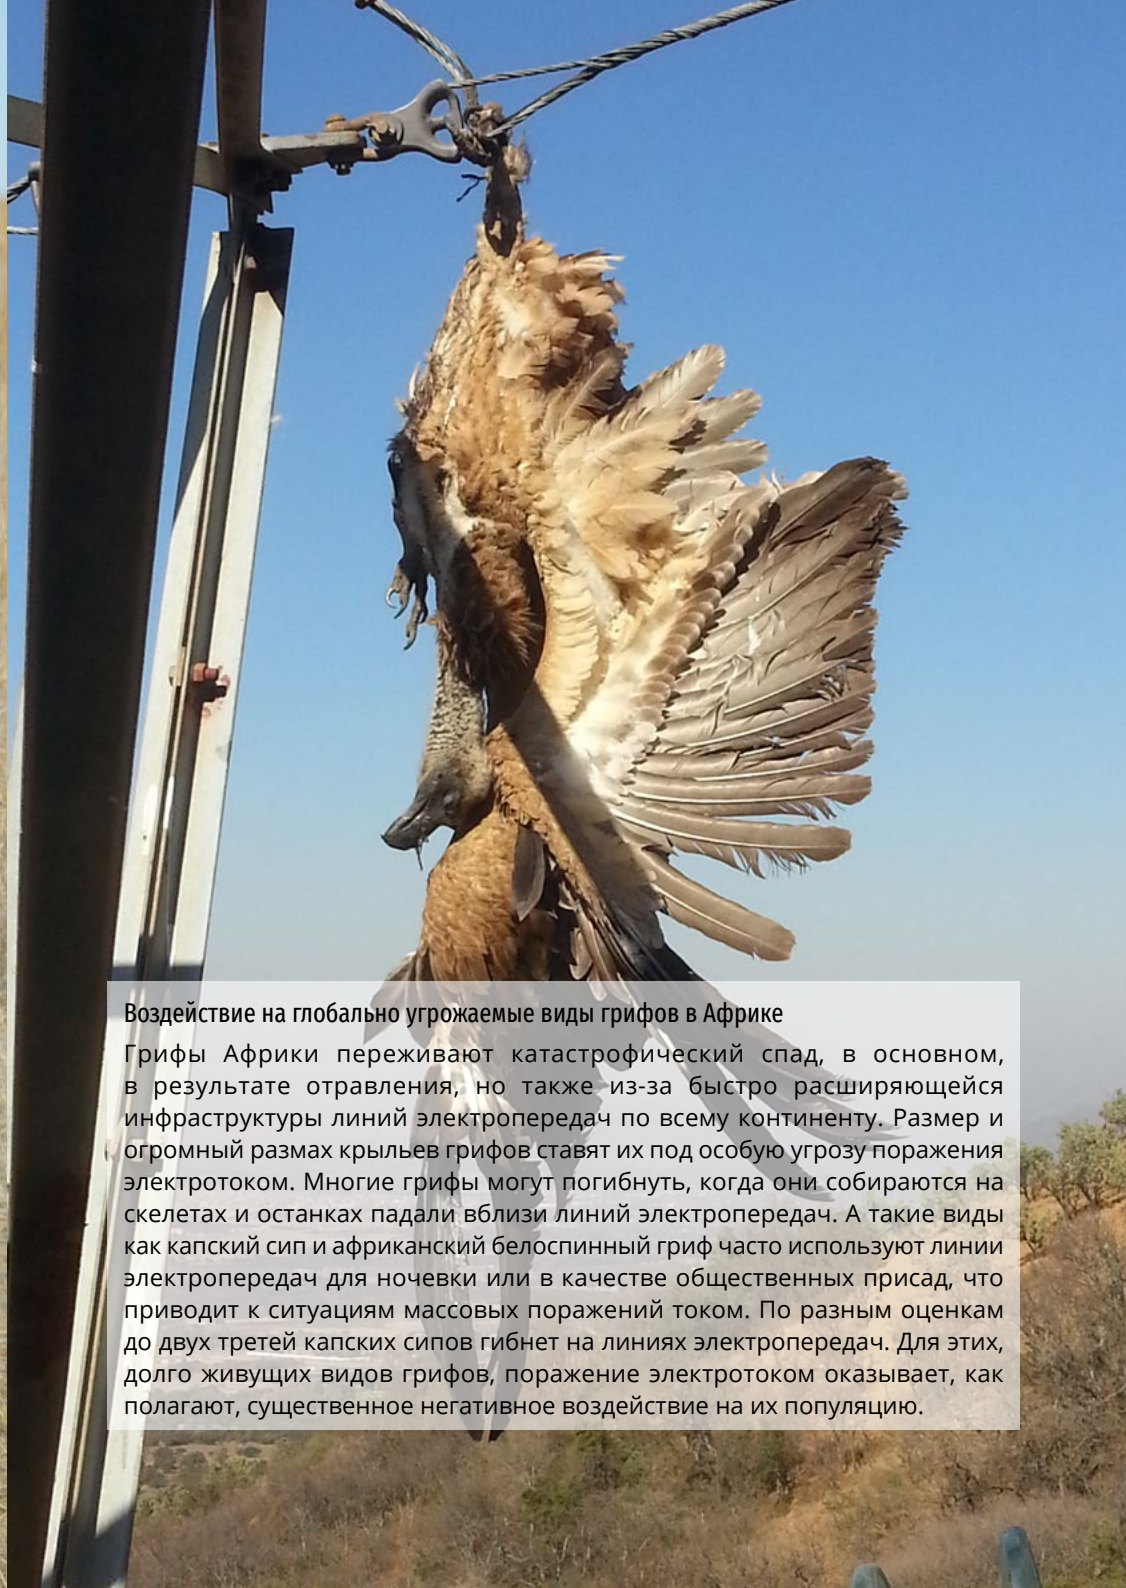 Воздействие на глобально угрожаемые виды грифов в Африке
Грифы Африки переживают катастрофический спад, в основном,
в результате отравления, но также из-за быстро расширяющейся
инфраструктуры линий электропередач по всему континенту. Размер и
огромный размах крыльев грифов ставят их под особую угрозу поражения
электротоком. Многие грифы могут погибнуть, когда они собираются на
скелетах и останках падали вблизи линий электропередач. А такие виды
как капский сип и африканский белоспинный гриф часто используют линии
электропередач для ночевки или в качестве общественных присад, что
приводит к ситуациям массовых поражений током. По разным оценкам
до двух третей капских сипов гибнет на линиях электропередач. Для этих,
долго живущих видов грифов, поражение электротоком оказывает, как
полагают, существенное негативное воздействие на их популяцию.